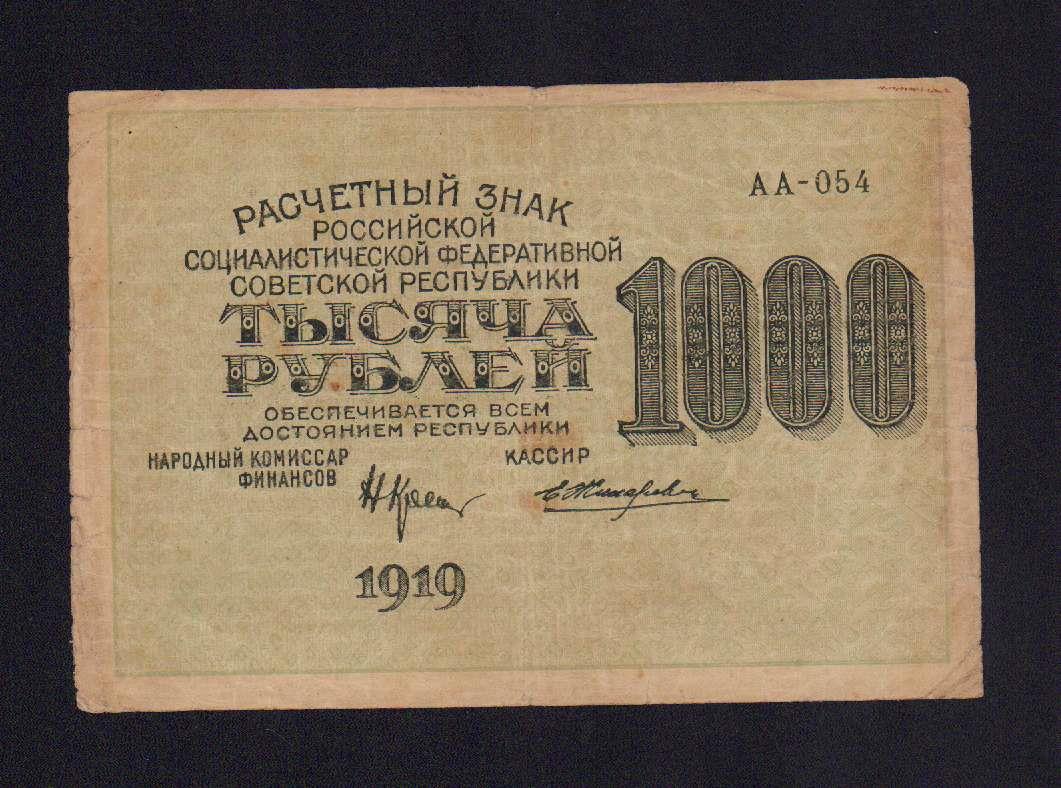 АА-054
РАСЧЕТНЫЙ ЗНАК
РОССИЙСКОЙ
СОЦИАЛИСТИЧЕСКОЙ ФЕДЕРАТИВНОЙ
СОВЕТСКОЙ РЕСПУБЛИКИ
ТЫСЯЧА
РУБЛЕЙ
1000
ОБЕСПЕЧИВАЕТСЯ ВСЕМ
ДОСТОЯНИЕМ РЕСПУБЛИКИ
НАРОДНЫЙ КОМИССАР
ФИНАНСОВ
КАССИР
Е Жихарев
1919